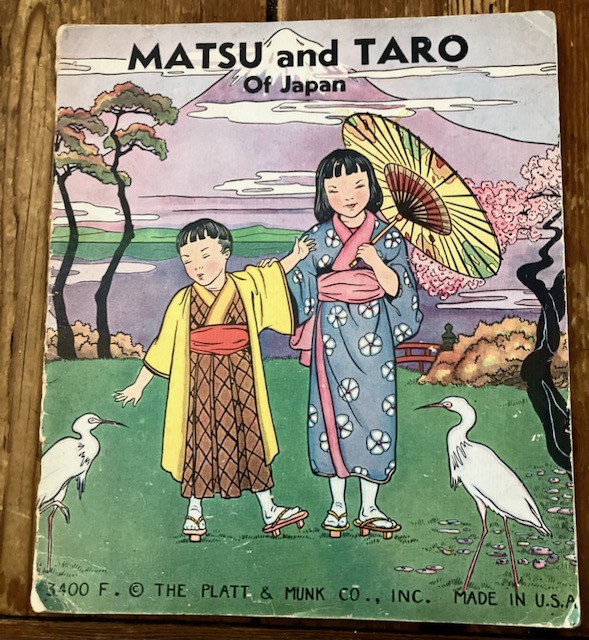 MATSU and TARO
Of Japan
3400 F. © THE PLATT & MUNK CO., INC. MADE IN U.S.A